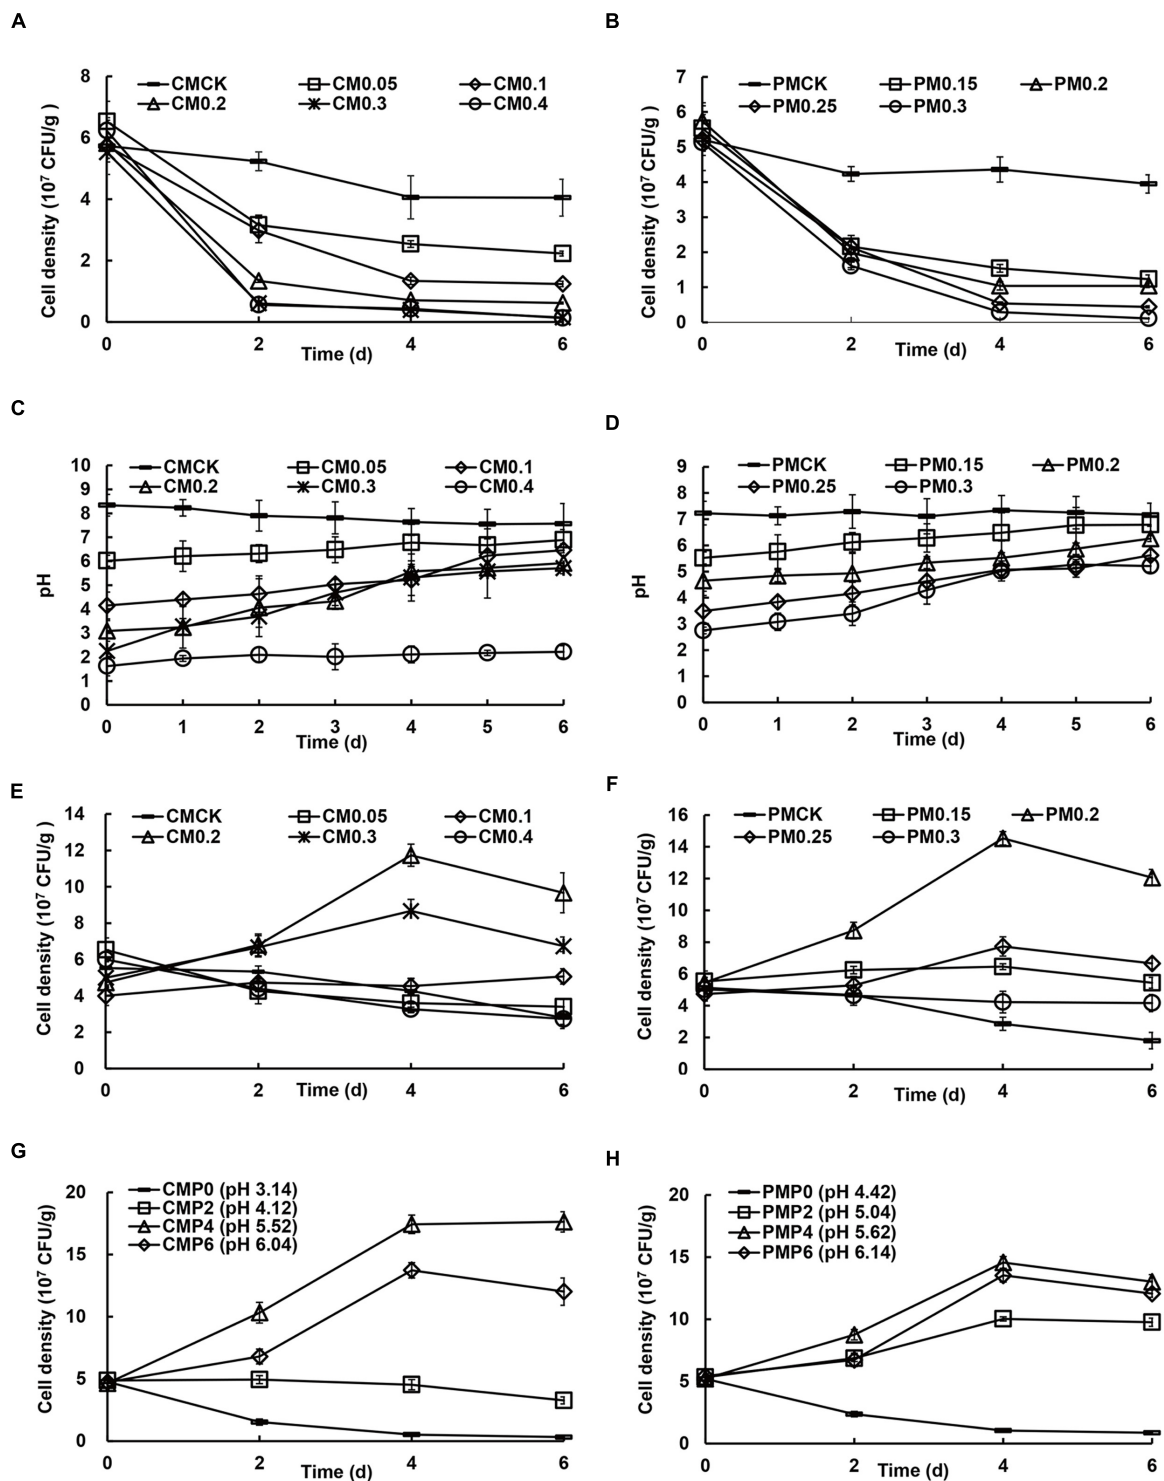 A
Cell density (10⁷ CFU/g )
CMCK CM0.05 CM0.1
CM0.2 CM0.3 CM0.4
8
6
4
2
0
0 2 4 6
Time (d)
B
Cell density (10⁷ CFU/g )
PMCK PM0.15 PM0.2
PM0.25 PM0.3
7
6
5
4
3
2
1
0
0 2 4 6
Time (d)
C
pH
CMCK CM0.05 CM0.1
CM0.2 CM0.3 CM0.4
10
9
8
7
6
5
4
3
2
1
0
0 1 2 3 4 5 6
Time (d)
D
pH
PMCK PM0.15 PM0.2
PM0.25 PM0.3
9
8
7
6
5
4
3
2
1
0
0 1 2 3 4 5 6
Time (d)
E
Cell density (10⁷ CFU/g )
CMCK CM0.05 CM0.1
CM0.2 CM0.3 CM0.4
14
12
10
8
6
4
2
0
0 2 4 6
Time (d)
F
Cell density (10⁷ CFU/g)
PMCK PM0.15 PM0.2
PM0.25 PM0.3
16
14
12
10
8
6
4
2
0
0 2 4 6
Time (d)
G
Cell density (10⁷ CFU/g)
CMP0 (pH 3.14)
CMP2 (pH 4.12)
CMP4 (pH 5.52)
CMP6 (pH 6.04)
20
15
10
5
0
0 2 4 6
Time (d)
H
Cell density (10⁷ CFU/g)
PMP0 (pH 4.42)
PMP2 (pH 5.04)
PMP4 (pH 5.62)
PMP6 (pH 6.14)
20
15
10
5
0
0 2 4 6
Time (d)